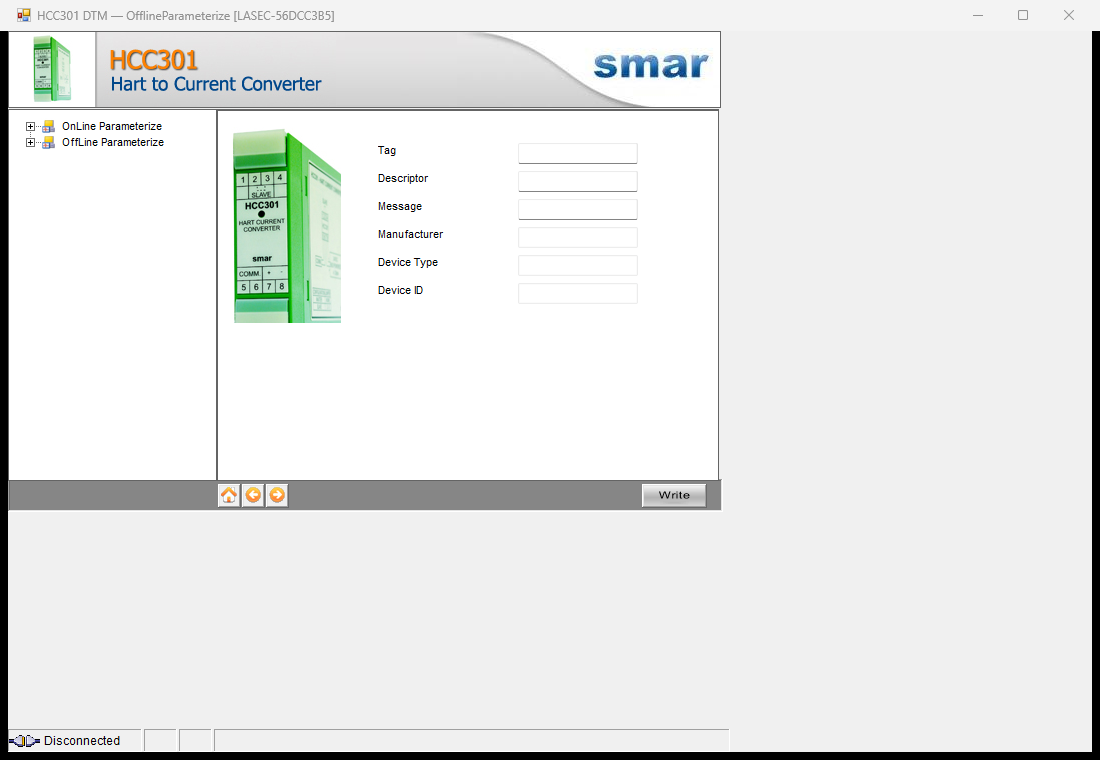 HCC301 DTM — OfflineParameterize [LASEC-56DCC3B5]
HCC301
Hart to Current Converter
smar
OnLine Parameterize
OffLine Parameterize
1 2 3 4
SLAVE
HCC301
HART CURRENT
CONVERTER
smar
COMM. + -
5 6 7 8
Tag
Descriptor
Message
Manufacturer
Device Type
Device ID
Write
Disconnected